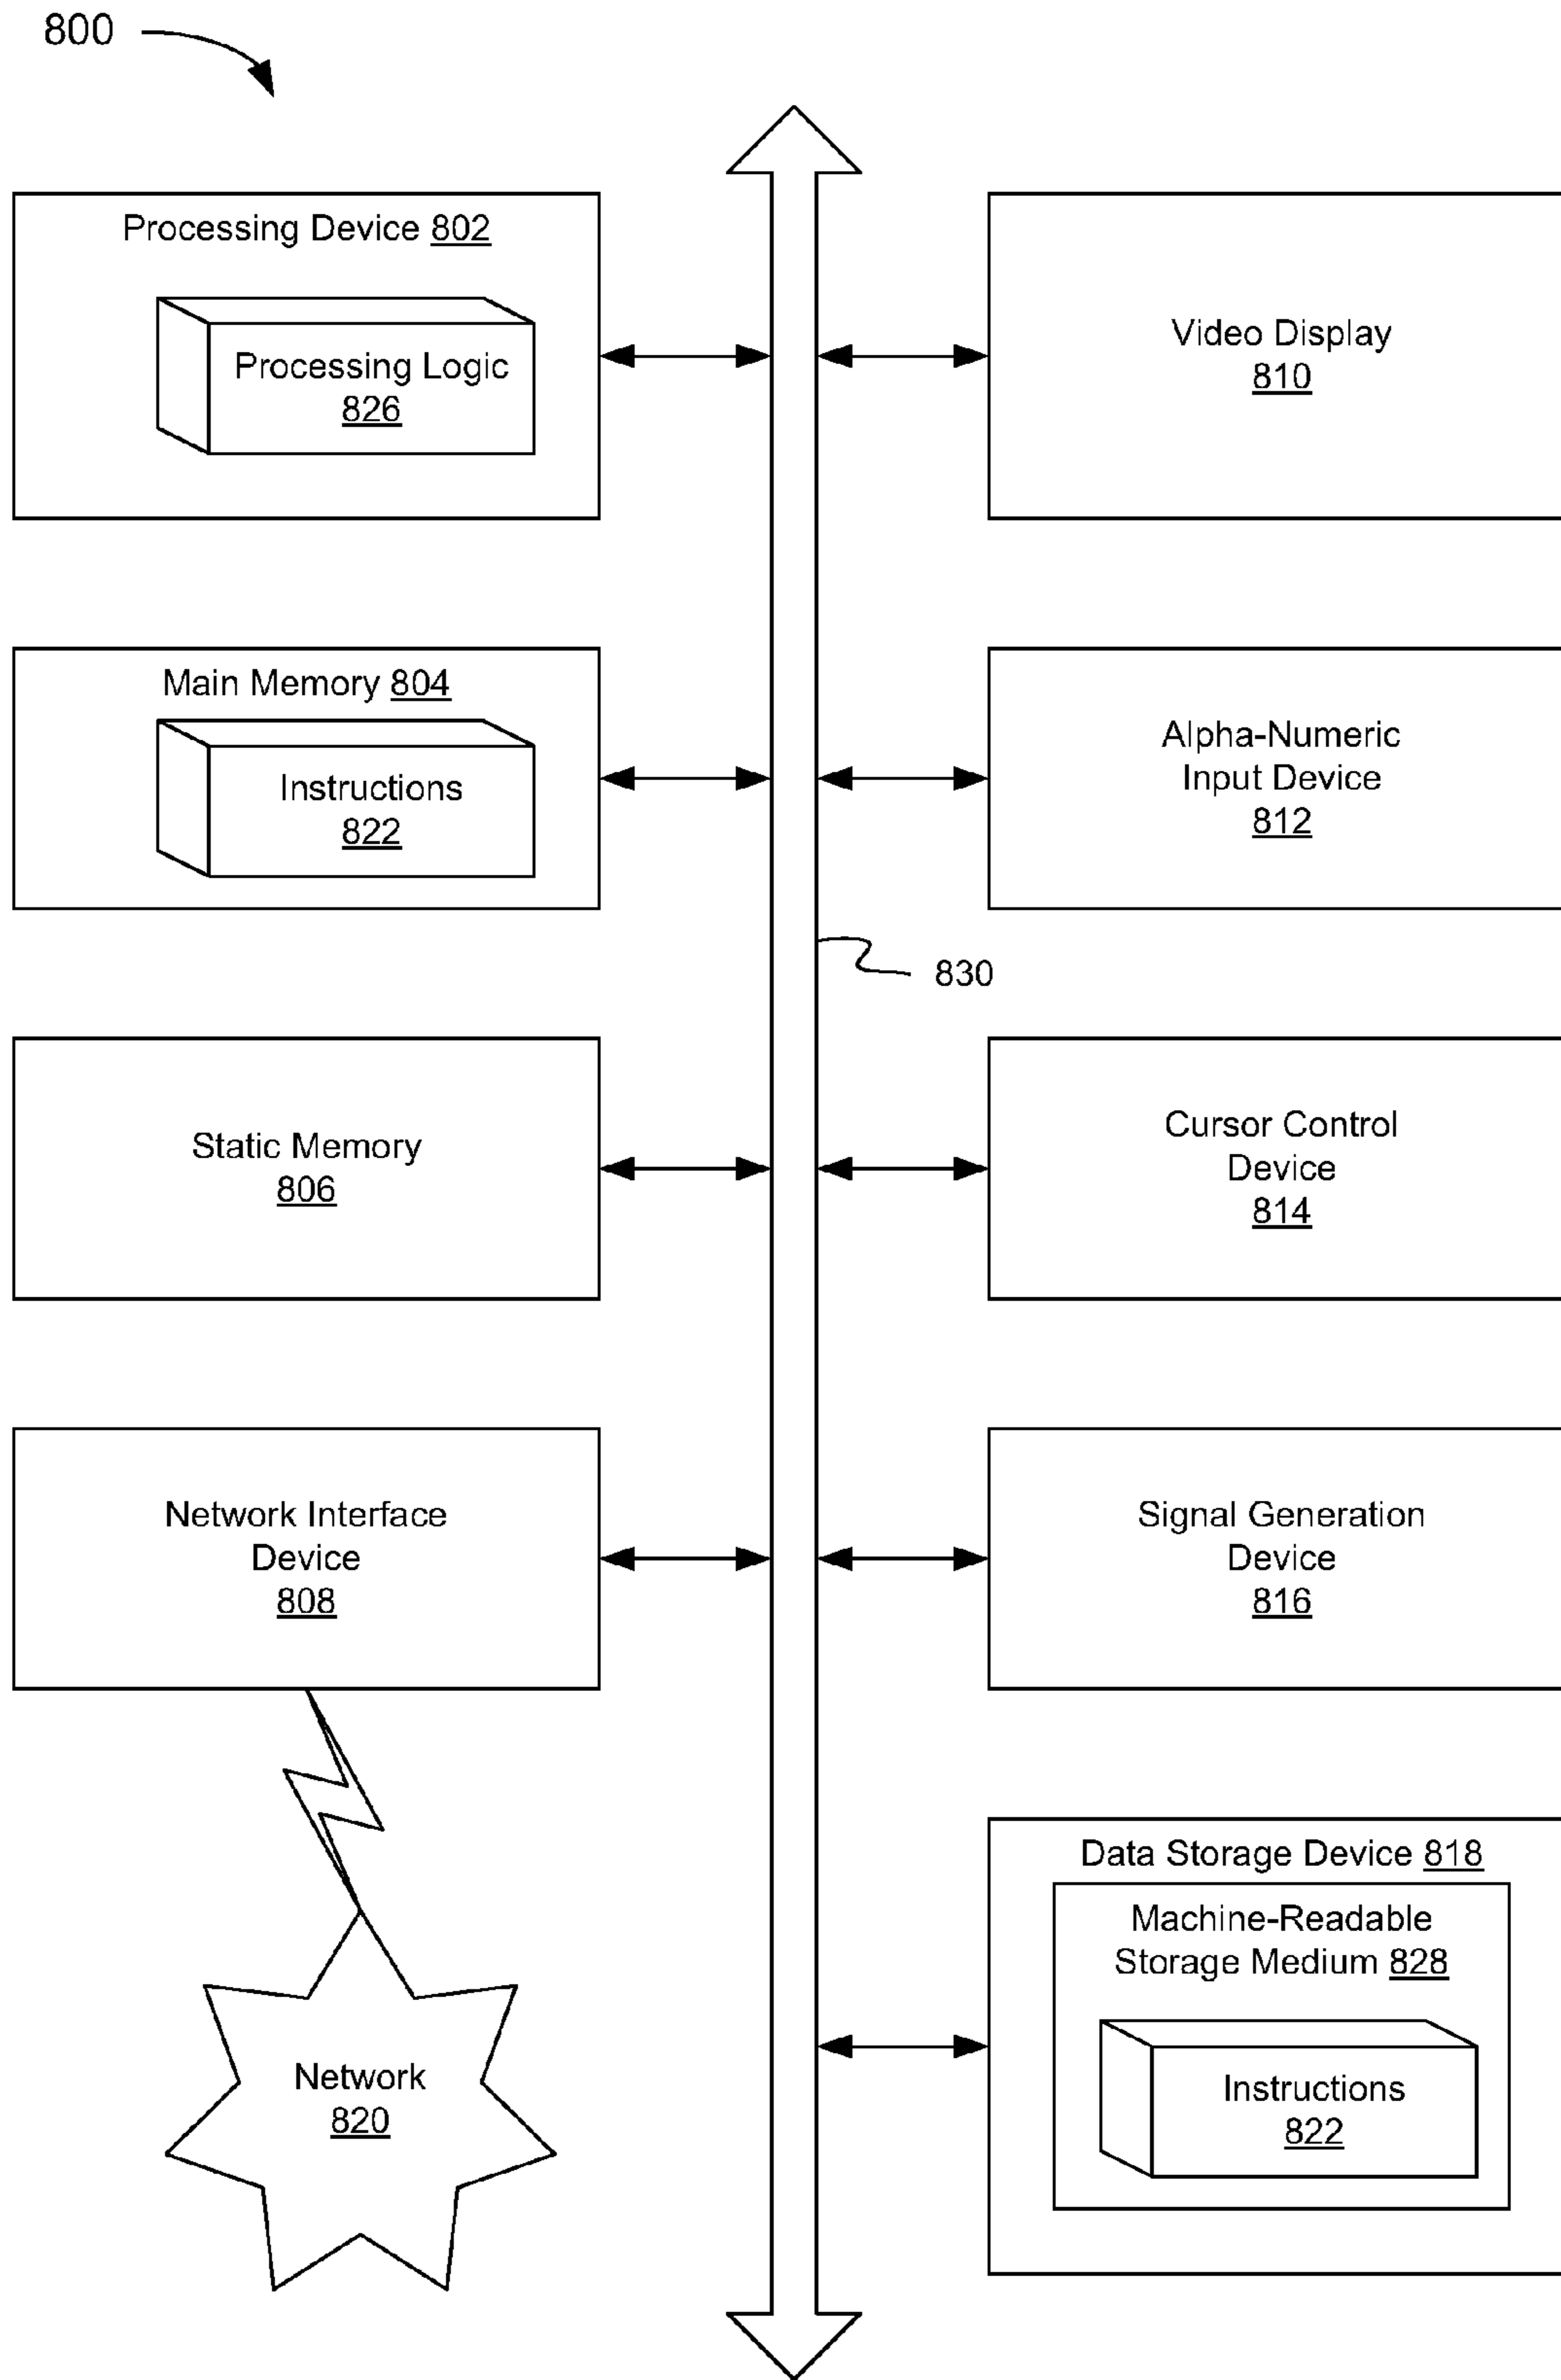 800
Processing Device 802
Processing Logic
826
Video Display
810
Main Memory 804
Instructions
822
Alpha-Numeric
Input Device
812
830
Static Memory
806
Cursor Control
Device
814
Network Interface
Device
808
Signal Generation
Device
816
Data Storage Device 818
Machine-Readable
Storage Medium 828
Instructions
822
Network
820